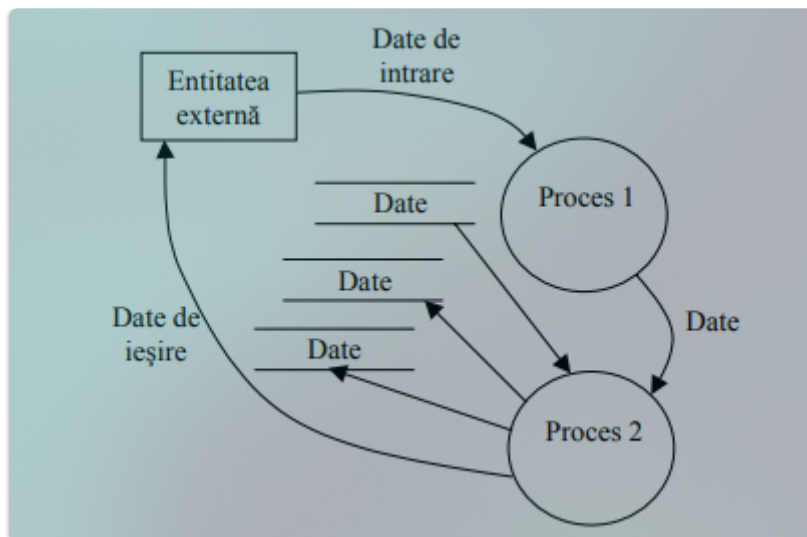 Date de
intrare
Entitatea
externă
Proces 1
Date
Date
Date de
ieșire
Date
Date
Proces 2